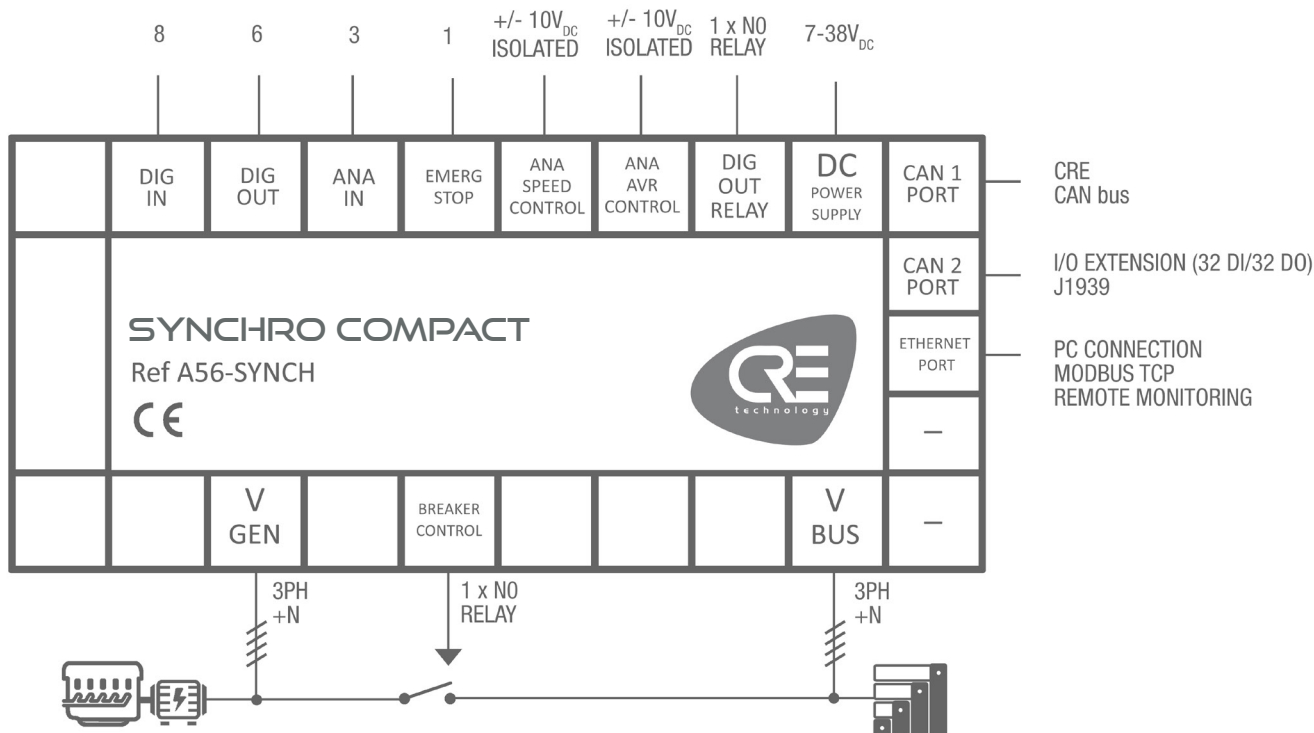 8
6
3
1
+/- 10VDC
ISOLATED
+/- 10VDC
ISOLATED
1 x NO
RELAY
7-38VDC
DIG
IN
DIG
OUT
ANA
IN
EMERG
STOP
ANA
SPEED
CONTROL
ANA
AVR
CONTROL
DIG
OUT
RELAY
DC
POWER
SUPPLY
CAN 1
PORT
CRE
CAN bus
CAN 2
PORT
I/O EXTENSION (32 DI/32 DO)
J1939
ETHERNET
PORT
PC CONNECTION
MODBUS TCP
REMOTE MONITORING
SYNCHRO COMPACT
Ref A56-SYNCH
CE
CRE
technology
–
–
V
GEN
BREAKER
CONTROL
V
BUS
3PH
+N
1 x NO
RELAY
3PH
+N